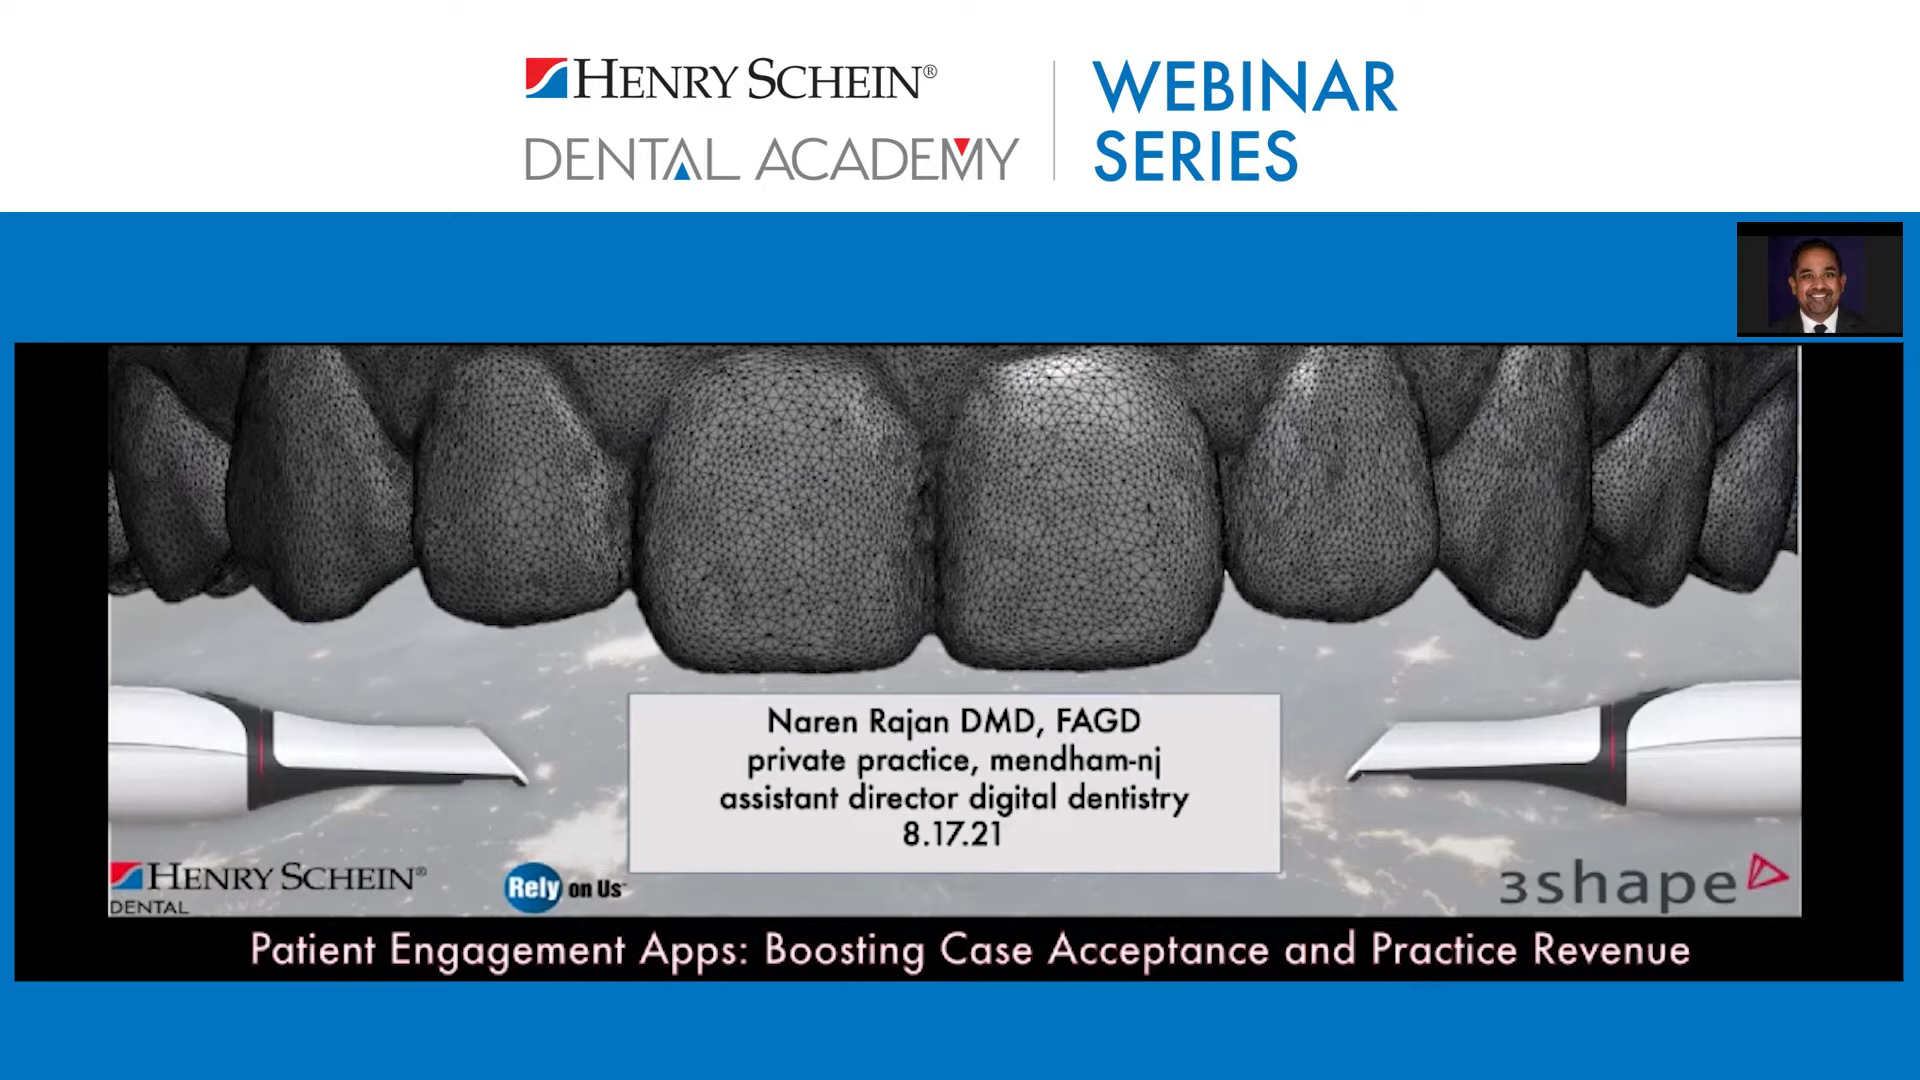 HENRY SCHEIN®
DENTAL ACADEMY
WEBINAR
SERIES
Naren Rajan DMD, FAGD
private practice, mendham-nj
assistant director digital dentistry
8.17.21
HENRY SCHEIN®
DENTAL
Rely on Us™
3shape
Patient Engagement Apps: Boosting Case Acceptance and Practice Revenue